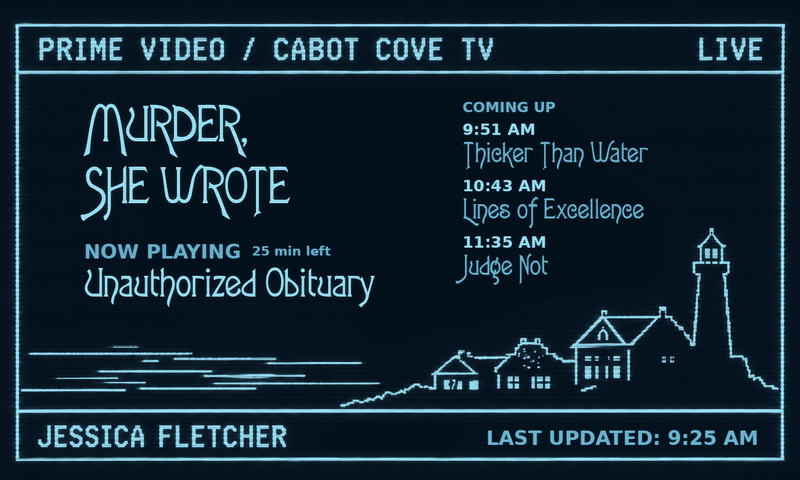 PRIME VIDEO / CABOT COVE TV
LIVE
MURDER,
SHE WROTE
NOW PLAYING 25 min left
Unauthorized Obituary
COMING UP
9:51 AM
Thicker Than Water
10:43 AM
Lines of Excellence
11:35 AM
Judge Not
JESSICA FLETCHER
LAST UPDATED: 9:25 AM